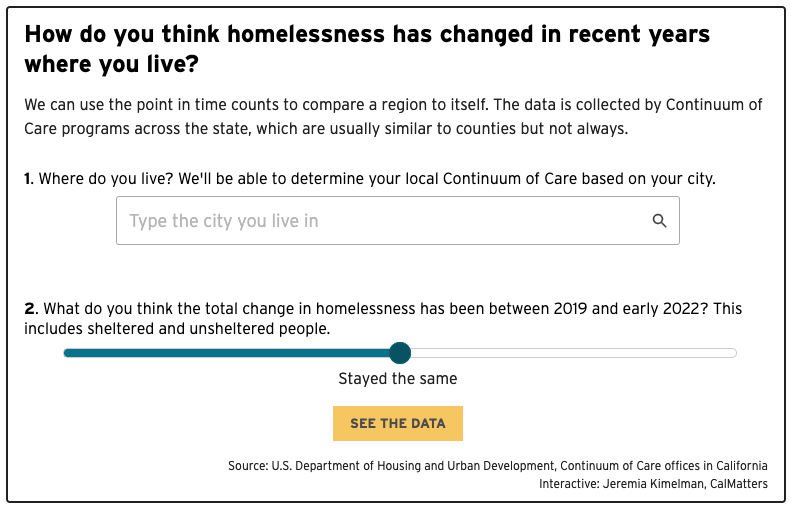 How do you think homelessness has changed in recent years
where you live?
We can use the point in time counts to compare a region to itself. The data is collected by Continuum of
Care programs across the state, which are usually similar to counties but not always.
1. Where do you live? We'll be able to determine your local Continuum of Care based on your city.
Type the city you live in
2. What do you think the total change in homelessness has been between 2019 and early 2022? This
includes sheltered and unsheltered people.
Stayed the same
SEE THE DATA
Source: U.S. Department of Housing and Urban Development, Continuum of Care offices in California
Interactive: Jeremia Kimelman, CalMatters